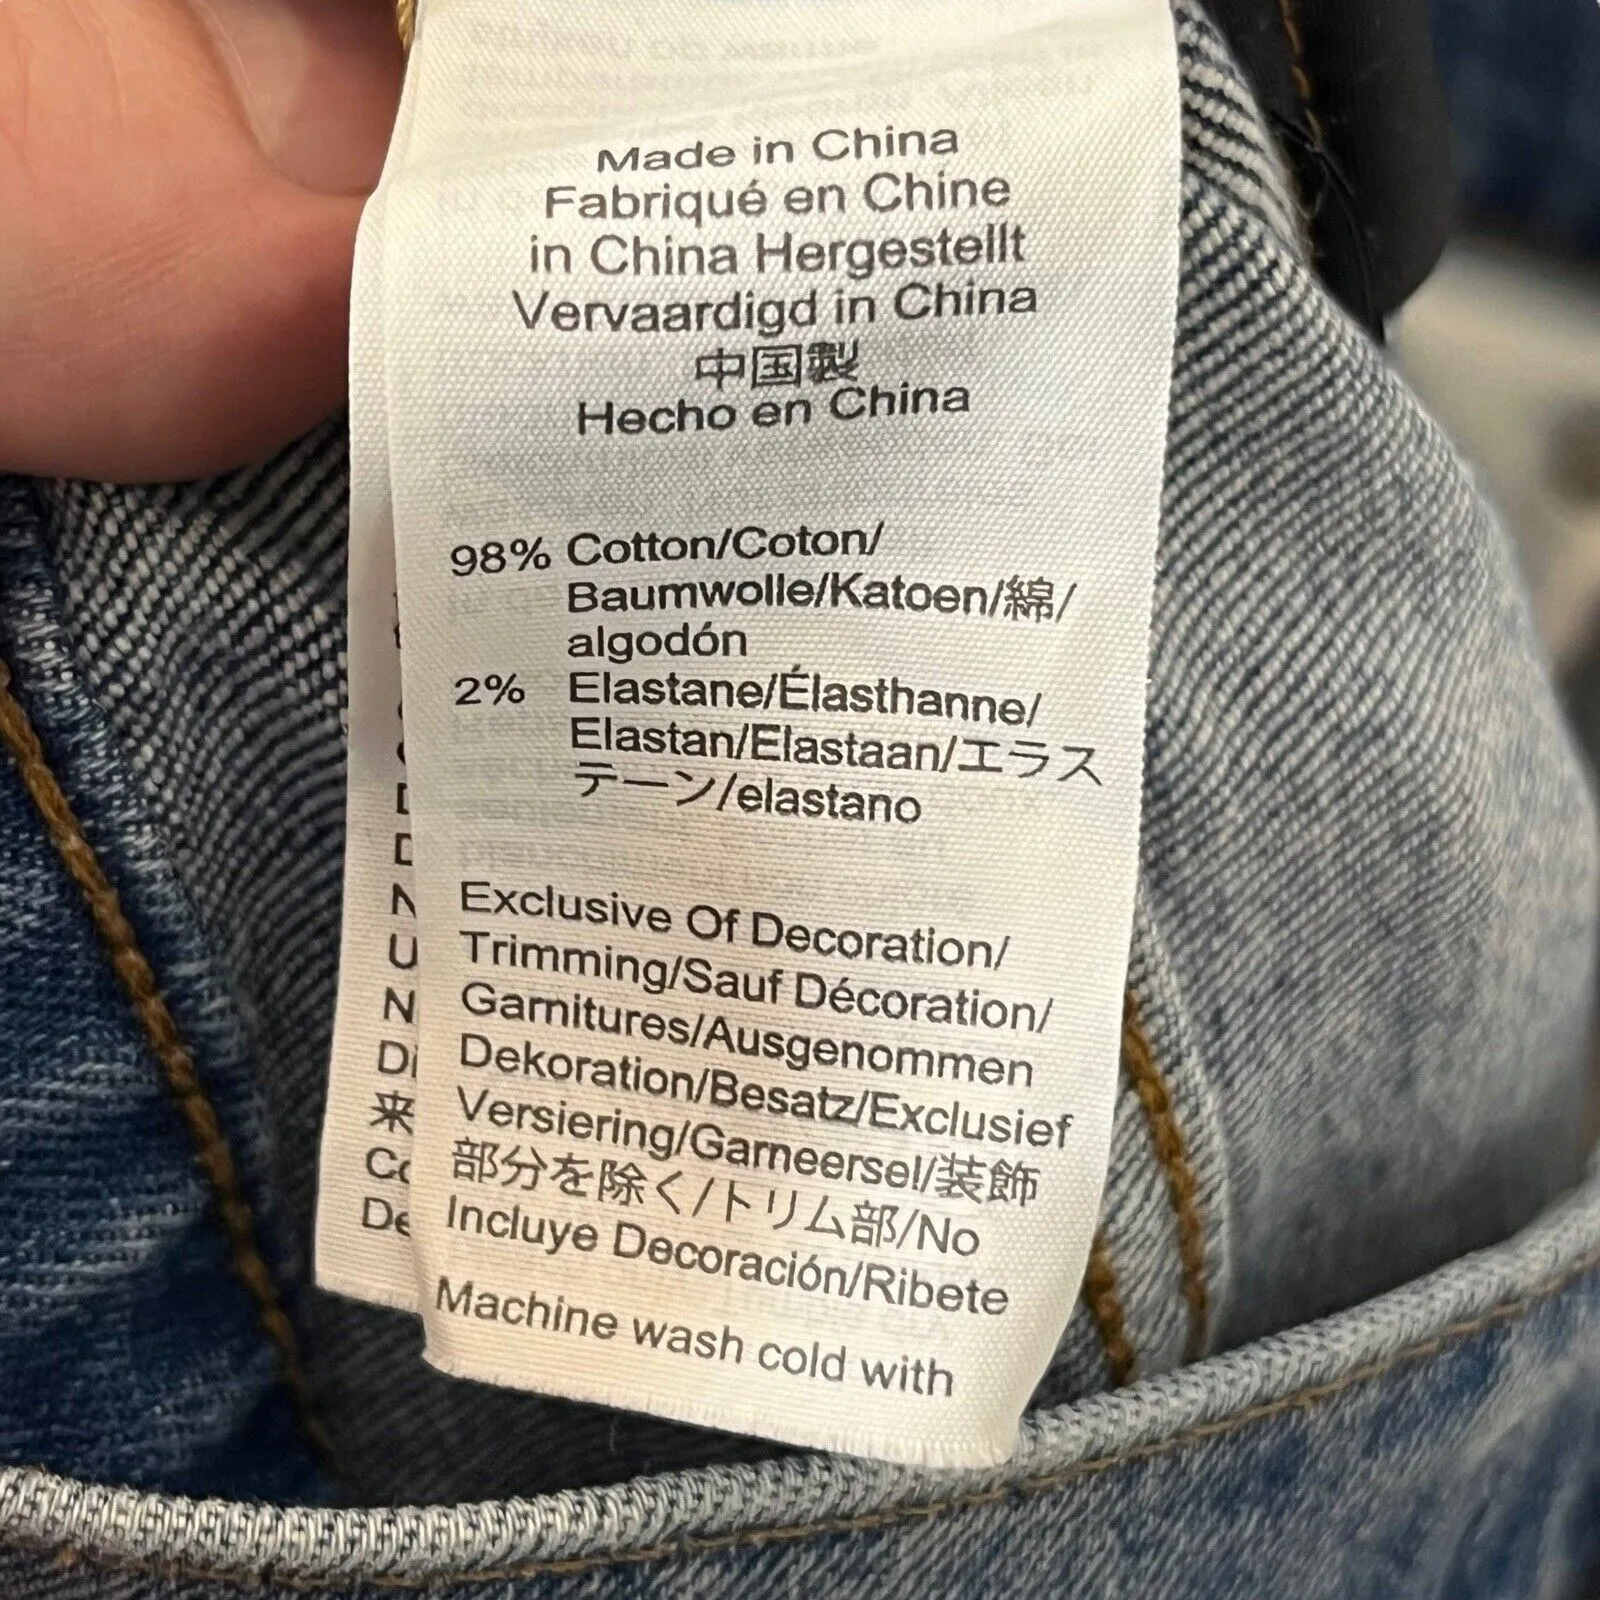 Made in China
Fabriqué en Chine
in China Hergestellt
Vervaardigd in China
中国製
Hecho en China
98% Cotton/Coton/
Baumwolle/Katoen/綿/
algodón
2% Elastane/Élasthanne/
Elastan/Elastaan/エラス
テーン/elastano
Exclusive Of Decoration/
Trimming/Sauf Décoration/
Garnitures/Ausgenommen
Dekoration/Besatz/Exclusief
Versiering/Garneersel/装飾
部分を除く/トリム部/No
Incluye Decoración/Ribete
Machine wash cold with